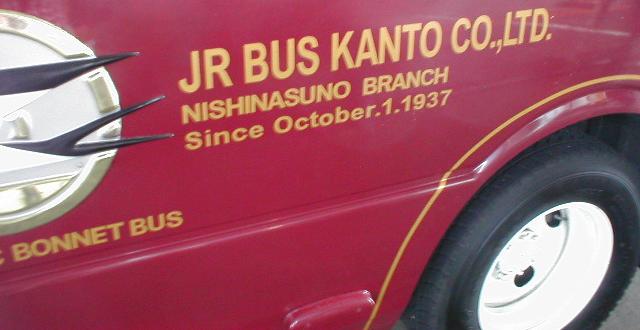 JR BUS KANTO CO.,LTD.
NISHINASUNO BRANCH
Since October.1.1937
BONNET BUS